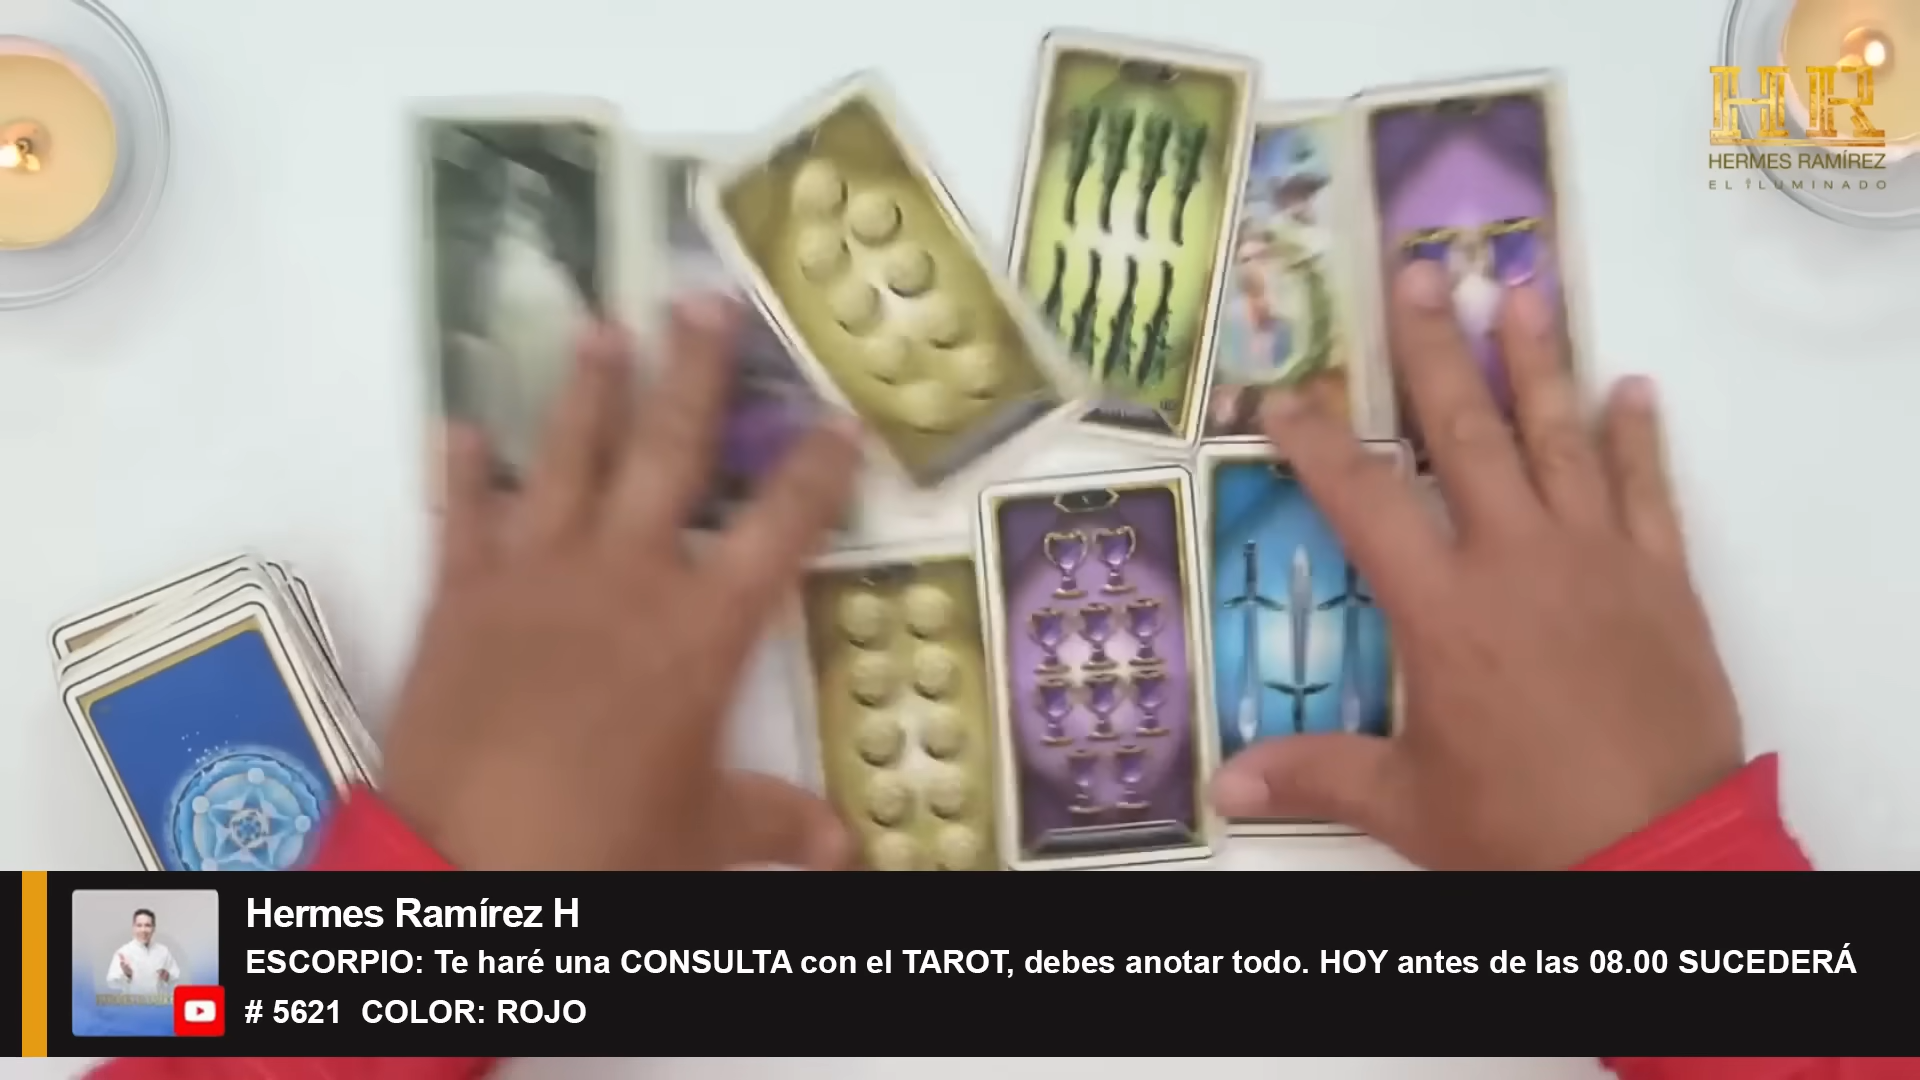 HR
HERMES RAMÍREZ
EL ILUMINADO
Hermes Ramírez H
ESCORPIO: Te haré una CONSULTA con el TAROT, debes anotar todo. HOY antes de las 08.00 SUCEDERÁ
# 5621 COLOR: ROJO